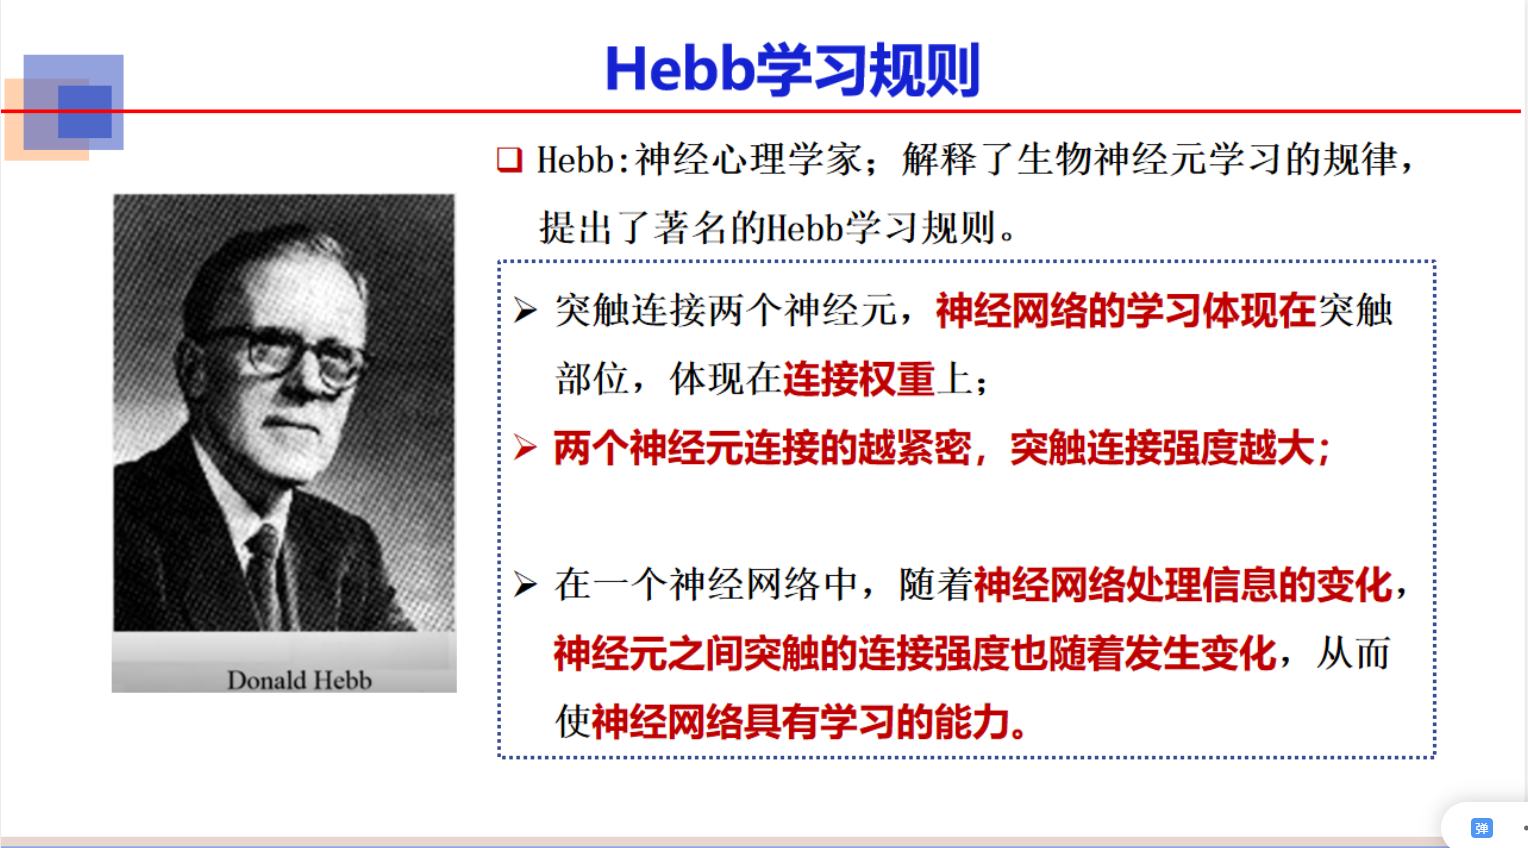 Hebb学习规则
❑ Hebb:神经心理学家；解释了生物神经元学习的规律，
提出了著名的Hebb学习规则。
➢ 突触连接两个神经元，神经网络的学习体现在突触
部位，体现在连接权重上；
➢ 两个神经元连接的越紧密，突触连接强度越大；
➢ 在一个神经网络中，随着神经网络处理信息的变化，
神经元之间突触的连接强度也随着发生变化，从而
使神经网络具有学习的能力。
Donald Hebb
弹